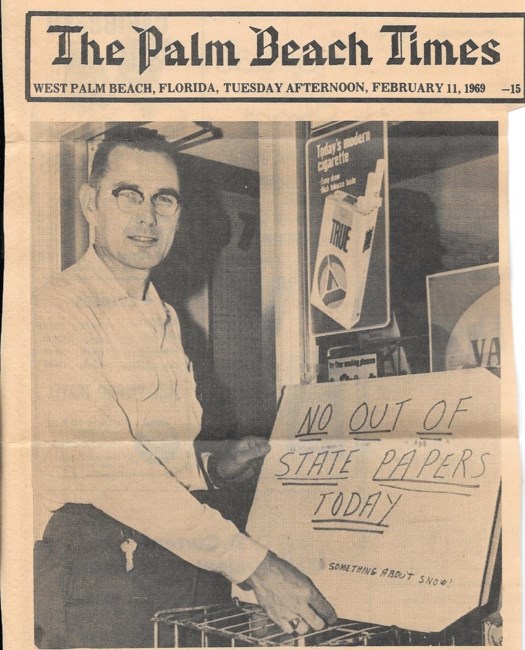 The Palm Beach Times
WEST PALM BEACH, FLORIDA, TUESDAY AFTERNOON, FEBRUARY 11, 1969 —15
Today's modern
cigarette
TRUE
VA
NO OUT OF
STATE PAPERS
TODAY
SOMETHING ABOUT SNOW!